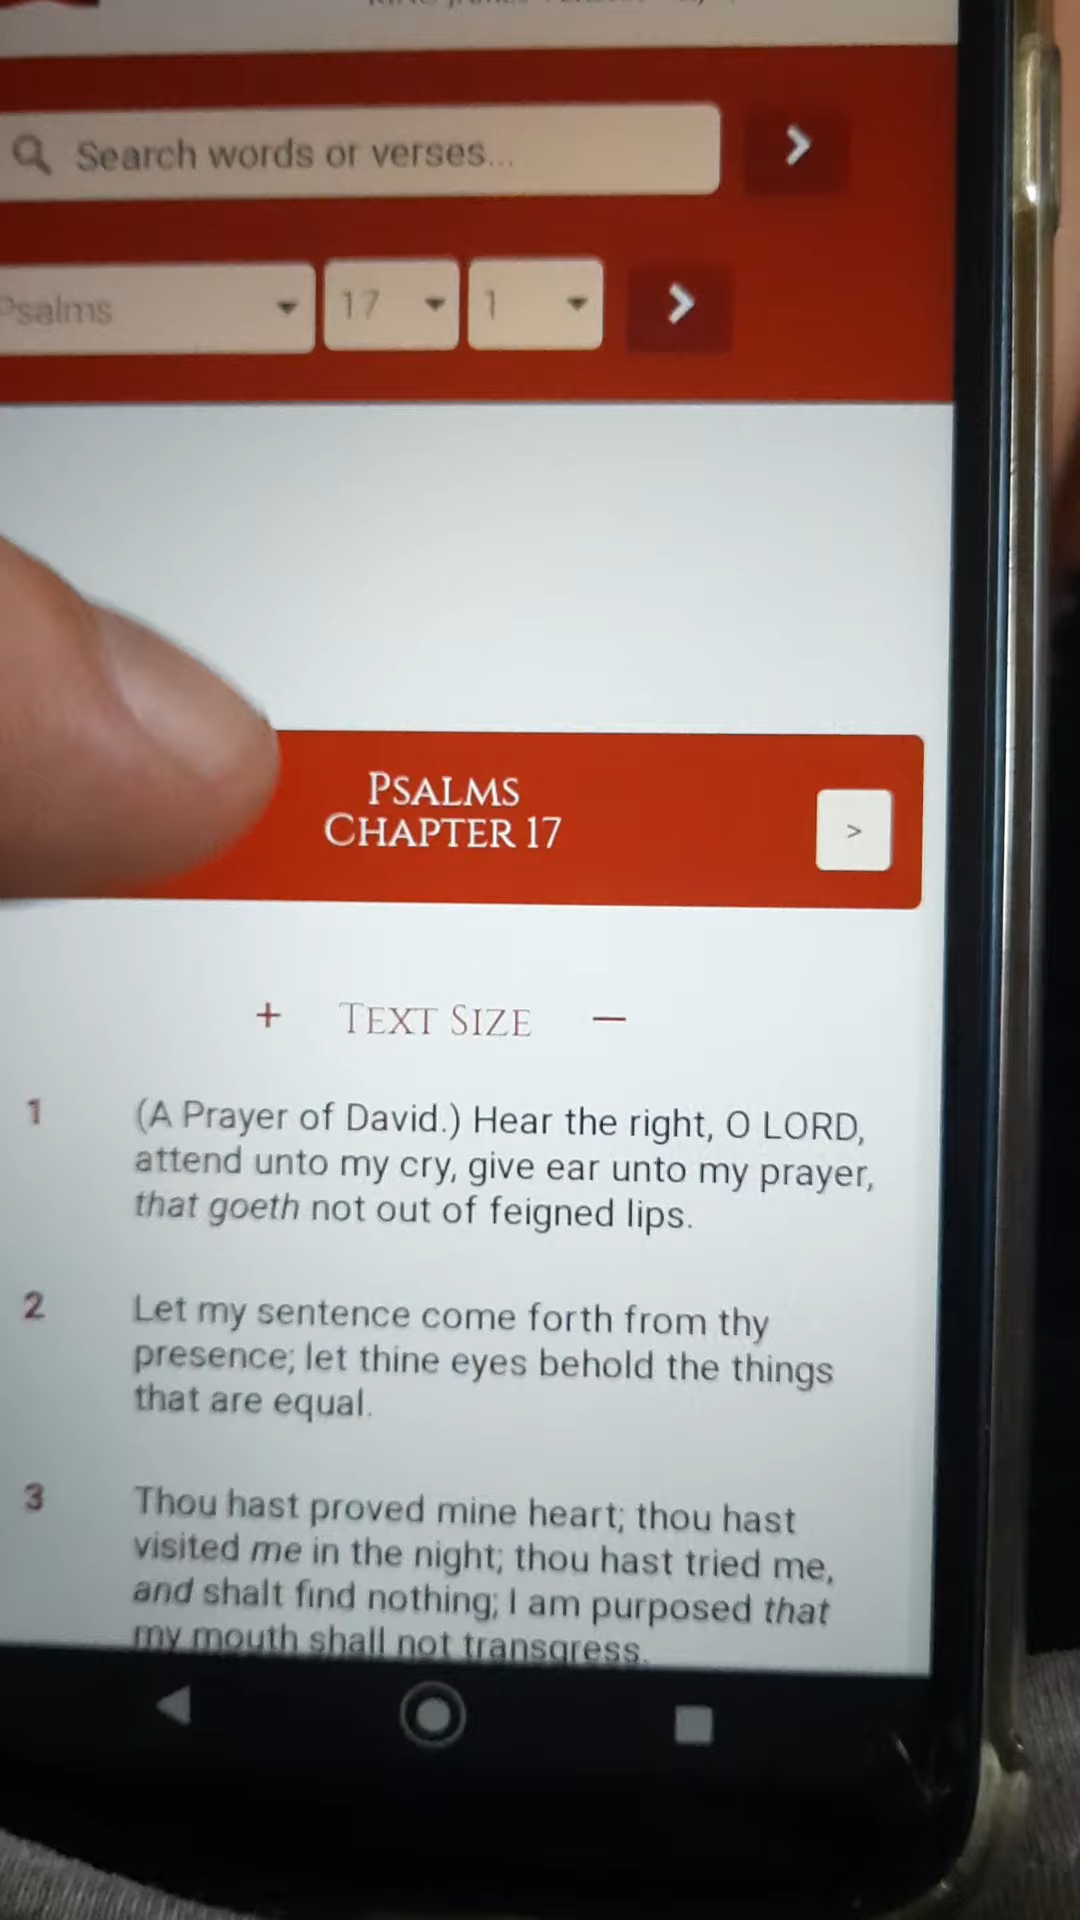 Search words or verses...
Psalms 17 1
PSALMS
CHAPTER 17
>
+ TEXT SIZE —
1 (A Prayer of David.) Hear the right, O LORD,
attend unto my cry, give ear unto my prayer,
that goeth not out of feigned lips.
2 Let my sentence come forth from thy
presence; let thine eyes behold the things
that are equal.
3 Thou hast proved mine heart; thou hast
visited me in the night; thou hast tried me,
and shalt find nothing; I am purposed that
my mouth shall not transgress.